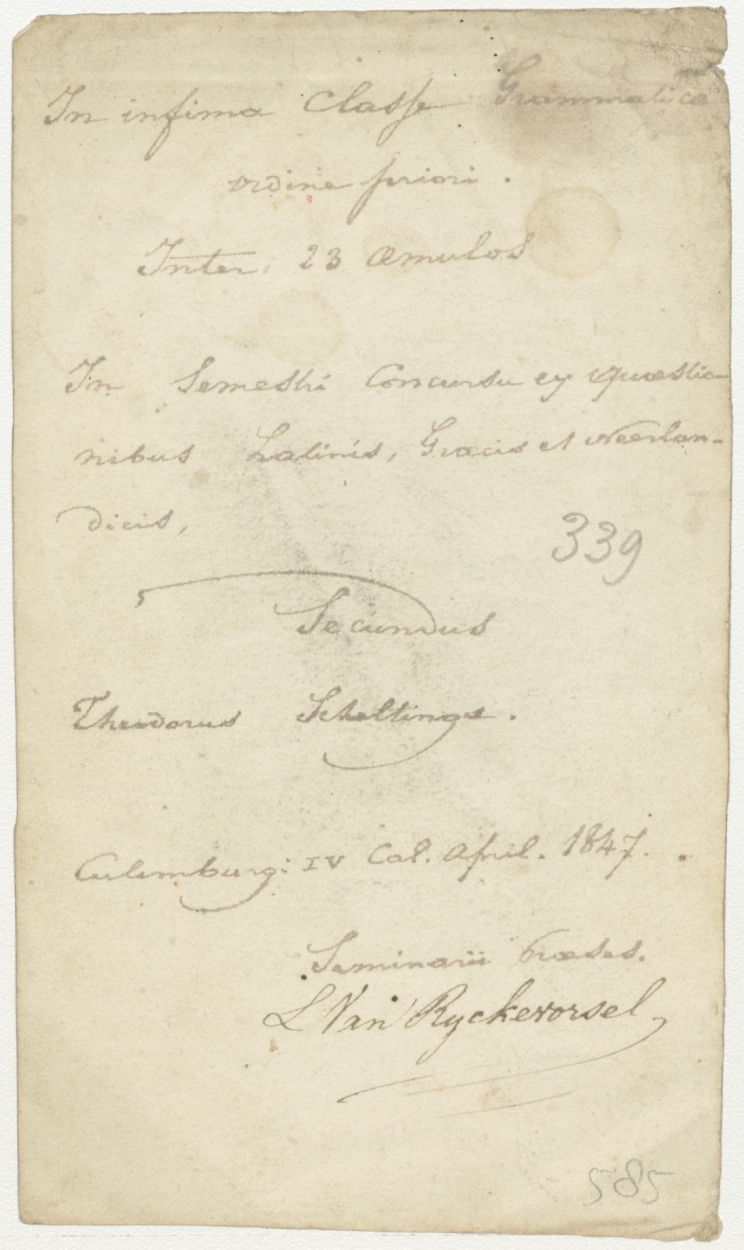 In infima Classe Grammaticæ
ordine priori.
Inter 23 æmulos
In Semestri Concursu ex Quæstio-
nibus Latinis, Græcis et Neerlan-
dicis,
339
Secundus
Theodorus Scheltinga.
Culemburgi IV Cal. April. 1847.
Seminarii Præses.
L Van Ryckevorsel
585